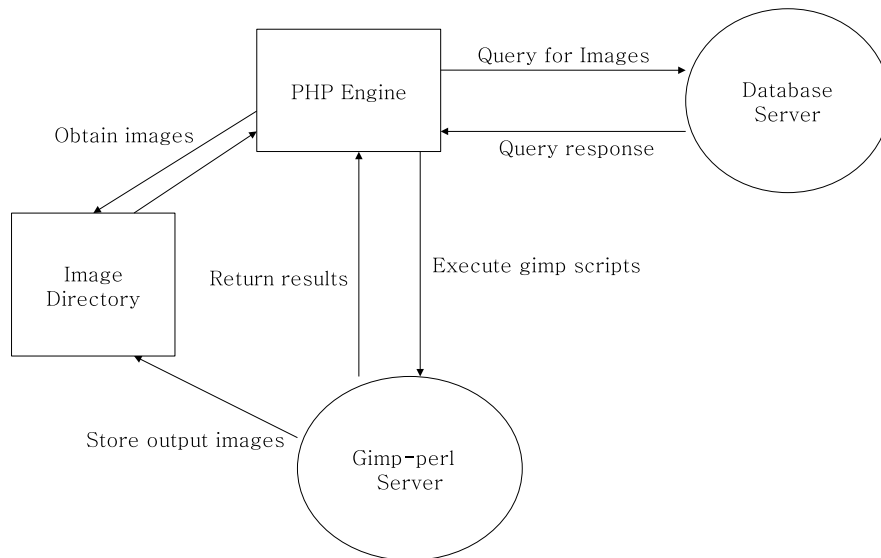 Query for Images
PHP Engine
Database
Server
Obtain images
Query response
Image
Directory
Return results
Execute gimp scripts
Store output images
Gimp-perl
Server